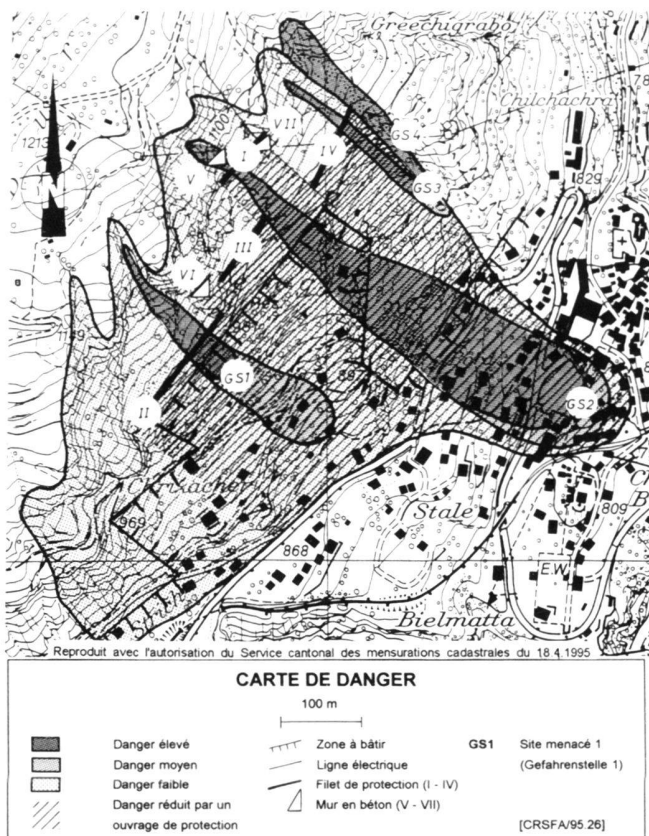 Greechigrabo
Chilchachra
GS4
VII
1213
I
IV
V
GS3
829
N
III
VI
GS1
GS2
II
969
Stale
868
809
E.W.
Bielmatta
Reproduit avec l'autorisation du Service cantonal des mensurations cadastrales du 18.4.1995
CARTE DE DANGER
100 m
Danger élevé
Danger moyen
Danger faible
Danger réduit par un
ouvrage de protection
Zone à bâtir
Ligne électrique
Filet de protection (I - IV)
Mur en béton (V - VII)
GS1 Site menacé 1
(Gefahrenstelle 1)
[CRSFA/95.26]